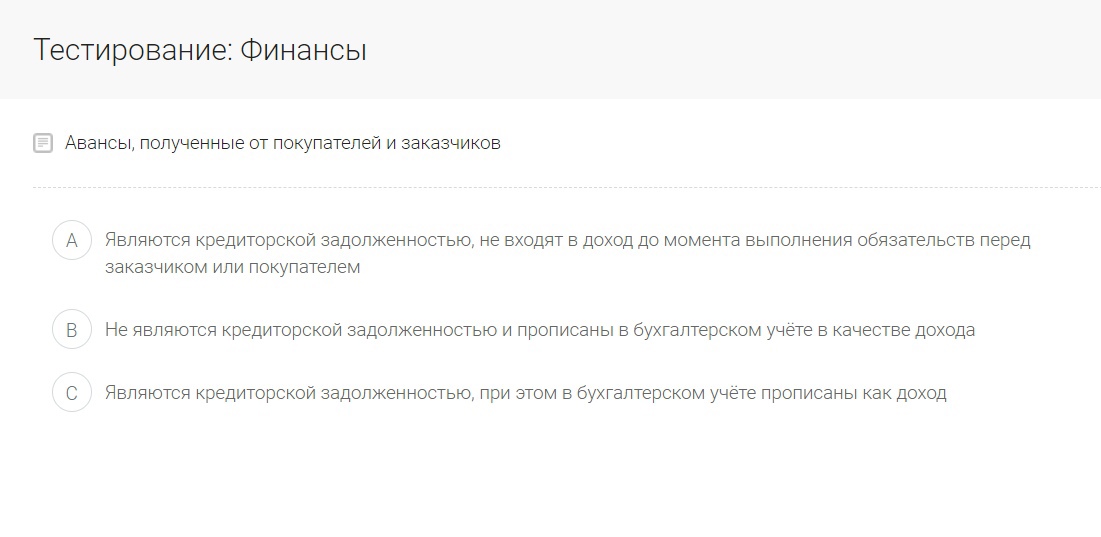 Тестирование: Финансы
Авансы, полученные от покупателей и заказчиков
A
Являются кредиторской задолженностью, не входят в доход до момента выполнения обязательств перед
заказчиком или покупателем
B
Не являются кредиторской задолженностью и прописаны в бухгалтерском учёте в качестве дохода
C
Являются кредиторской задолженностью, при этом в бухгалтерском учёте прописаны как доход